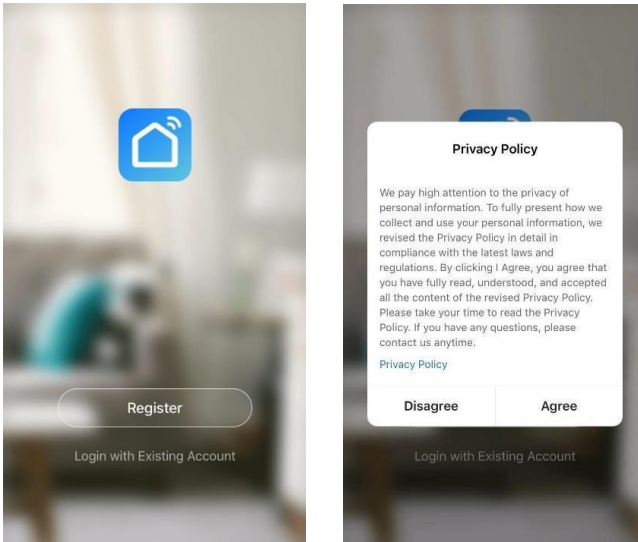 Register
Login with Existing Account
Privacy Policy
We pay high attention to the privacy of
personal information. To fully present how we
collect and use your personal information, we
revised the Privacy Policy in detail in
compliance with the latest laws and
regulations. By clicking I Agree, you agree that
you have fully read, understood, and accepted
all the content of the revised Privacy Policy.
Please take your time to read the Privacy
Policy. If you have any questions, please
contact us anytime.
Privacy Policy
Disagree
Agree
Login with Existing Account